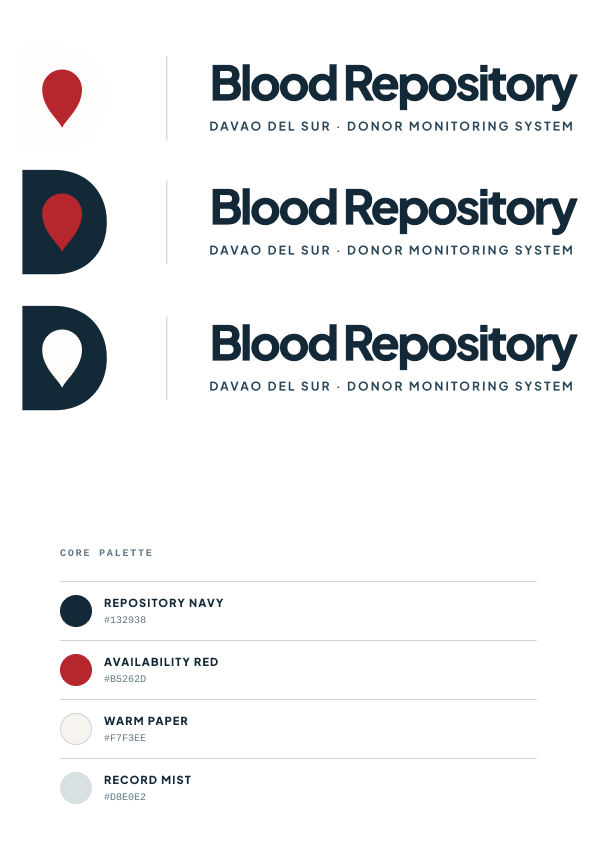 Blood Repository
DAVAO DEL SUR · DONOR MONITORING SYSTEM
Blood Repository
DAVAO DEL SUR · DONOR MONITORING SYSTEM
Blood Repository
DAVAO DEL SUR · DONOR MONITORING SYSTEM
CORE PALETTE
REPOSITORY NAVY
#132938
AVAILABILITY RED
#B5262D
WARM PAPER
#F7F3EE
RECORD MIST
#D8E0E2